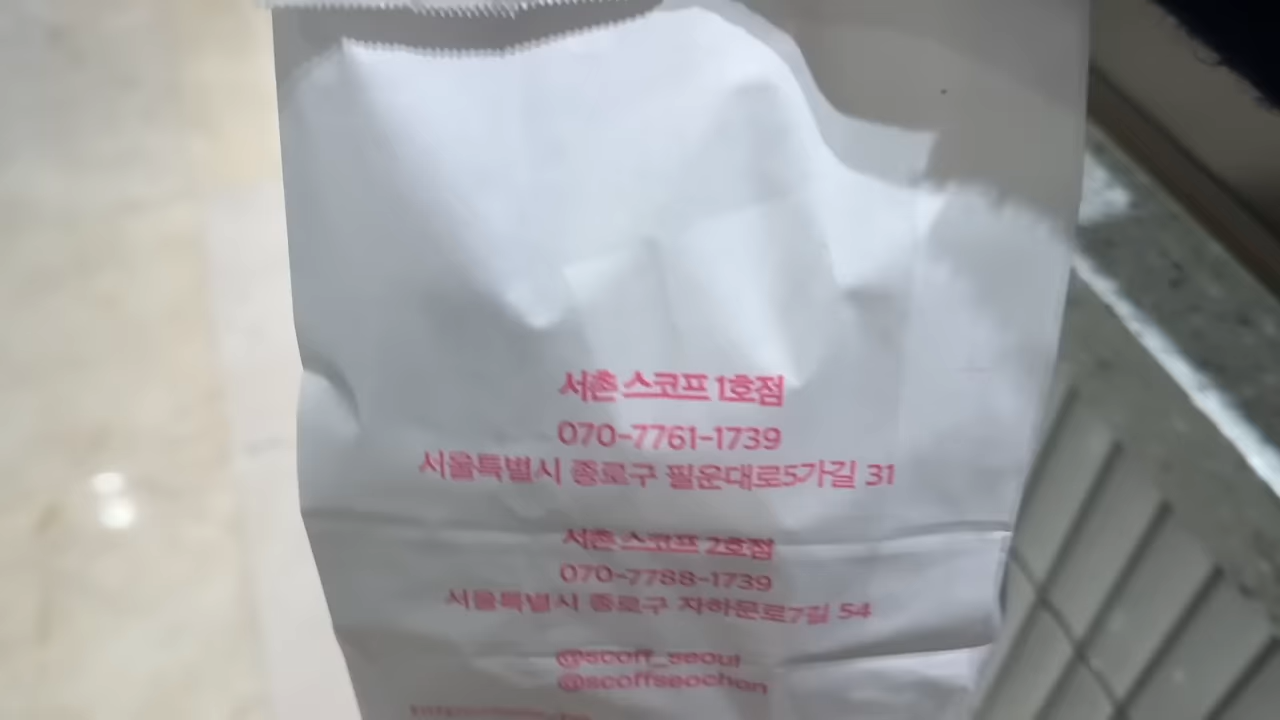 서촌 스코프 1호점
070-7761-1739
서울특별시 종로구 필운대로5가길 31
서촌 스코프 2호점
070-7788-1739
서울특별시 종로구 자하문로7길 54
@scoff_seoul
@scoffseochon